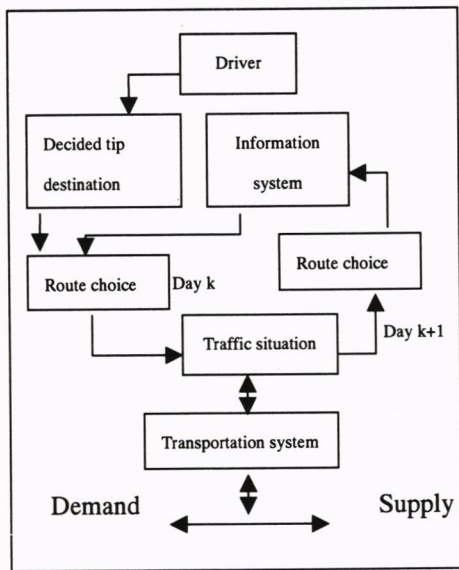 Driver
Decided tip
destination
Information
system
Route choice
Day k
Route choice
Traffic situation
Day k+1
Transportation system
Demand
Supply